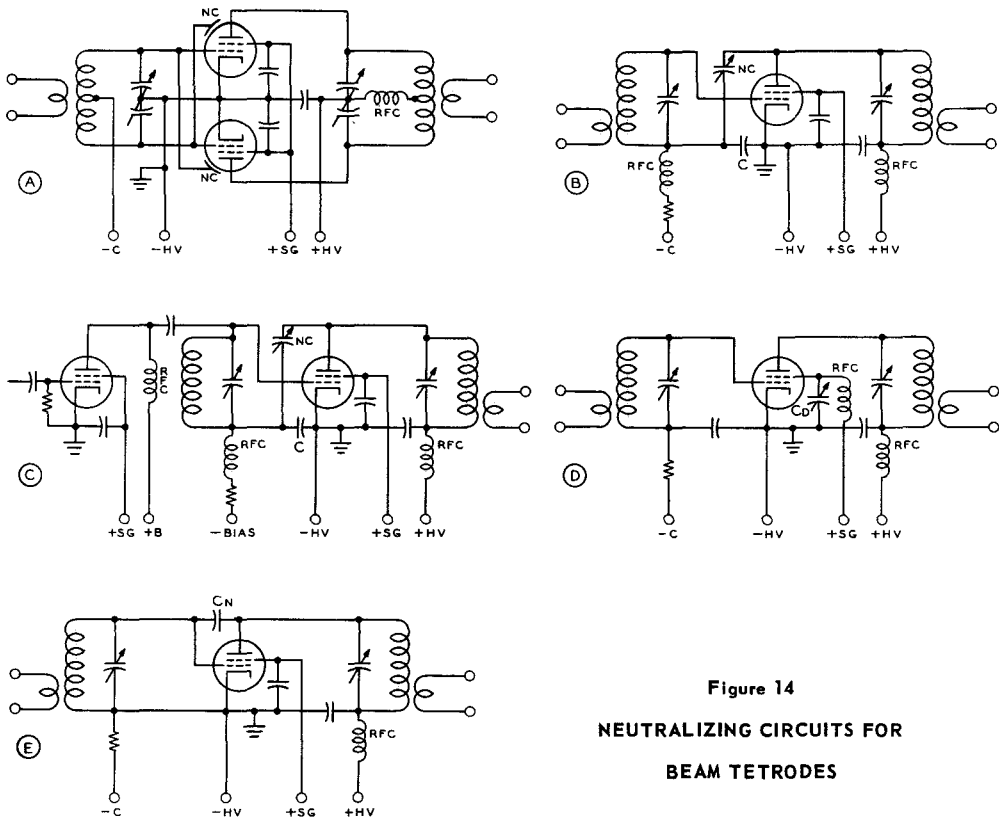 NC
RFC
NC
A
-C
-HV
+SG
+HV
NC
RFC
C
RFC
B
-C
-HV
+SG
+HV
RFC
NC
RFC
C
RFC
C
+SG
+B
-BIAS
-HV
+SG
+HV
RFC
CD
RFC
D
-C
-HV
+SG
+HV
CN
RFC
E
-C
-HV
+SG
+HV
Figure 14
NEUTRALIZING CIRCUITS FOR
BEAM TETRODES